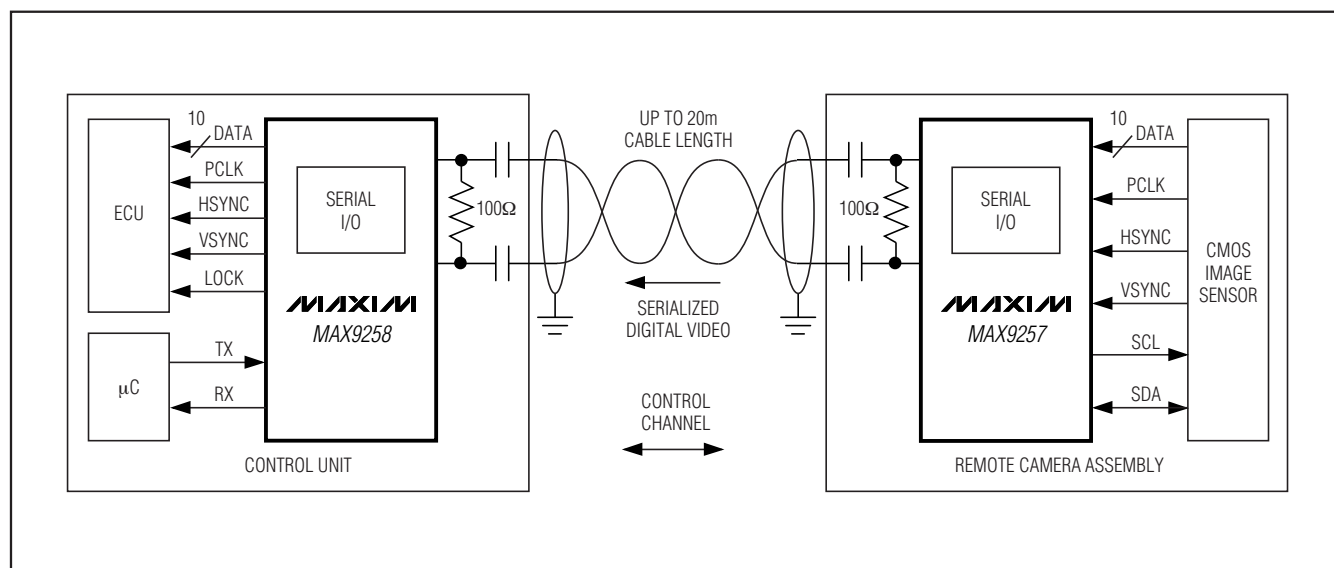 10
DATA
PCLK
HSYNC
VSYNC
LOCK
ECU
SERIAL
I/O
MAXIM
MAX9258
TX
RX
µC
CONTROL UNIT
100Ω
UP TO 20m
CABLE LENGTH
SERIALIZED
DIGITAL VIDEO
CONTROL
CHANNEL
100Ω
SERIAL
I/O
MAXIM
MAX9257
10
DATA
PCLK
HSYNC
VSYNC
SCL
SDA
CMOS
IMAGE
SENSOR
REMOTE CAMERA ASSEMBLY